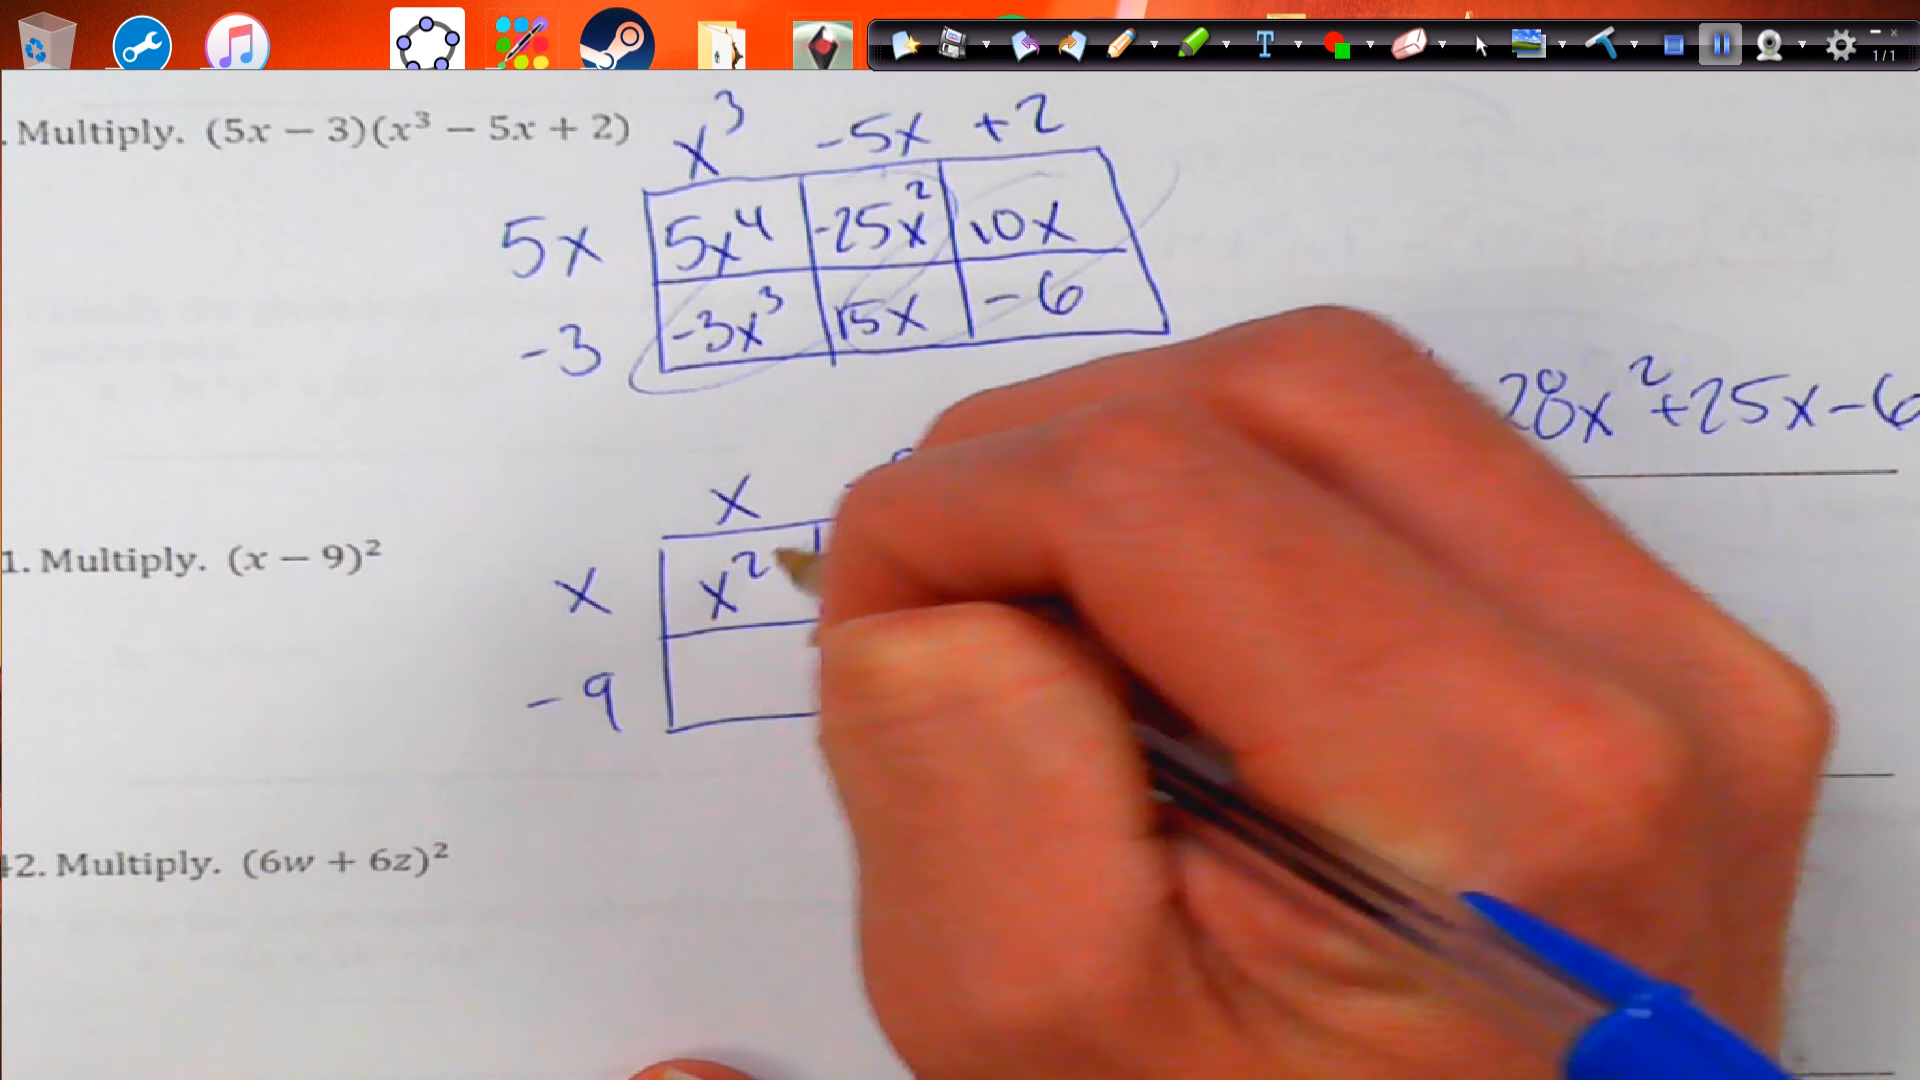 . Multiply. (5x − 3)(x³ − 5x + 2)
x³ -5x +2
5x 5x⁴ -25x² 10x
-3 -3x³ 15x -6
28x²+25x-6
x
1. Multiply. (x − 9)²
x x²
-9
42. Multiply. (6w + 6z)²
T
1/1